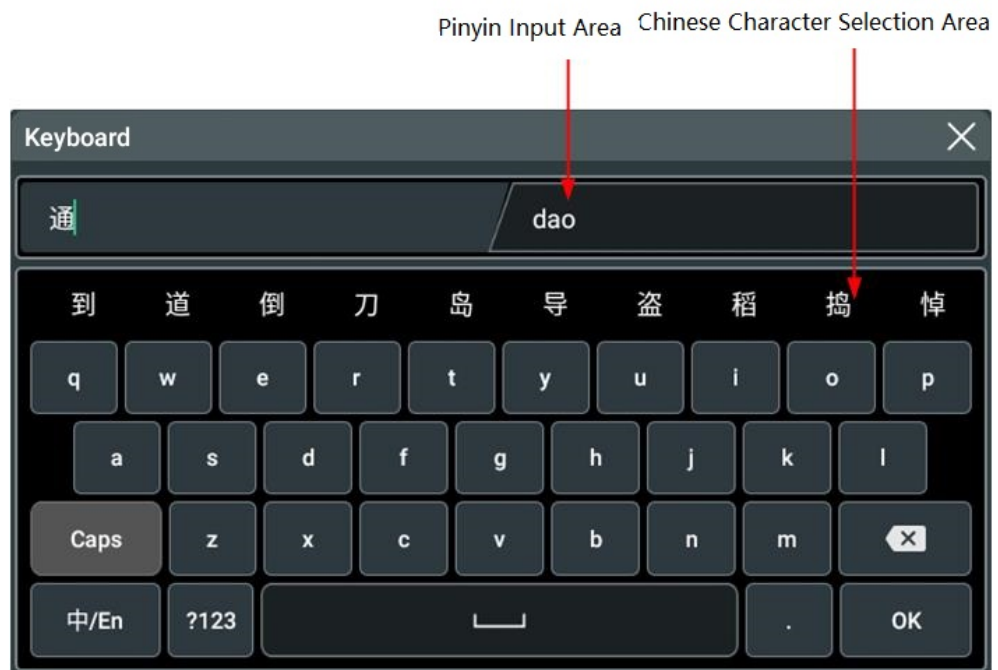 Pinyin Input Area Chinese Character Selection Area
Keyboard
通 dao
到 道 倒 刀 岛 导 盗 稻 捣 悼
q w e r t y u i o p
a s d f g h j k l
Caps z x c v b n m
中/En ?123 . OK